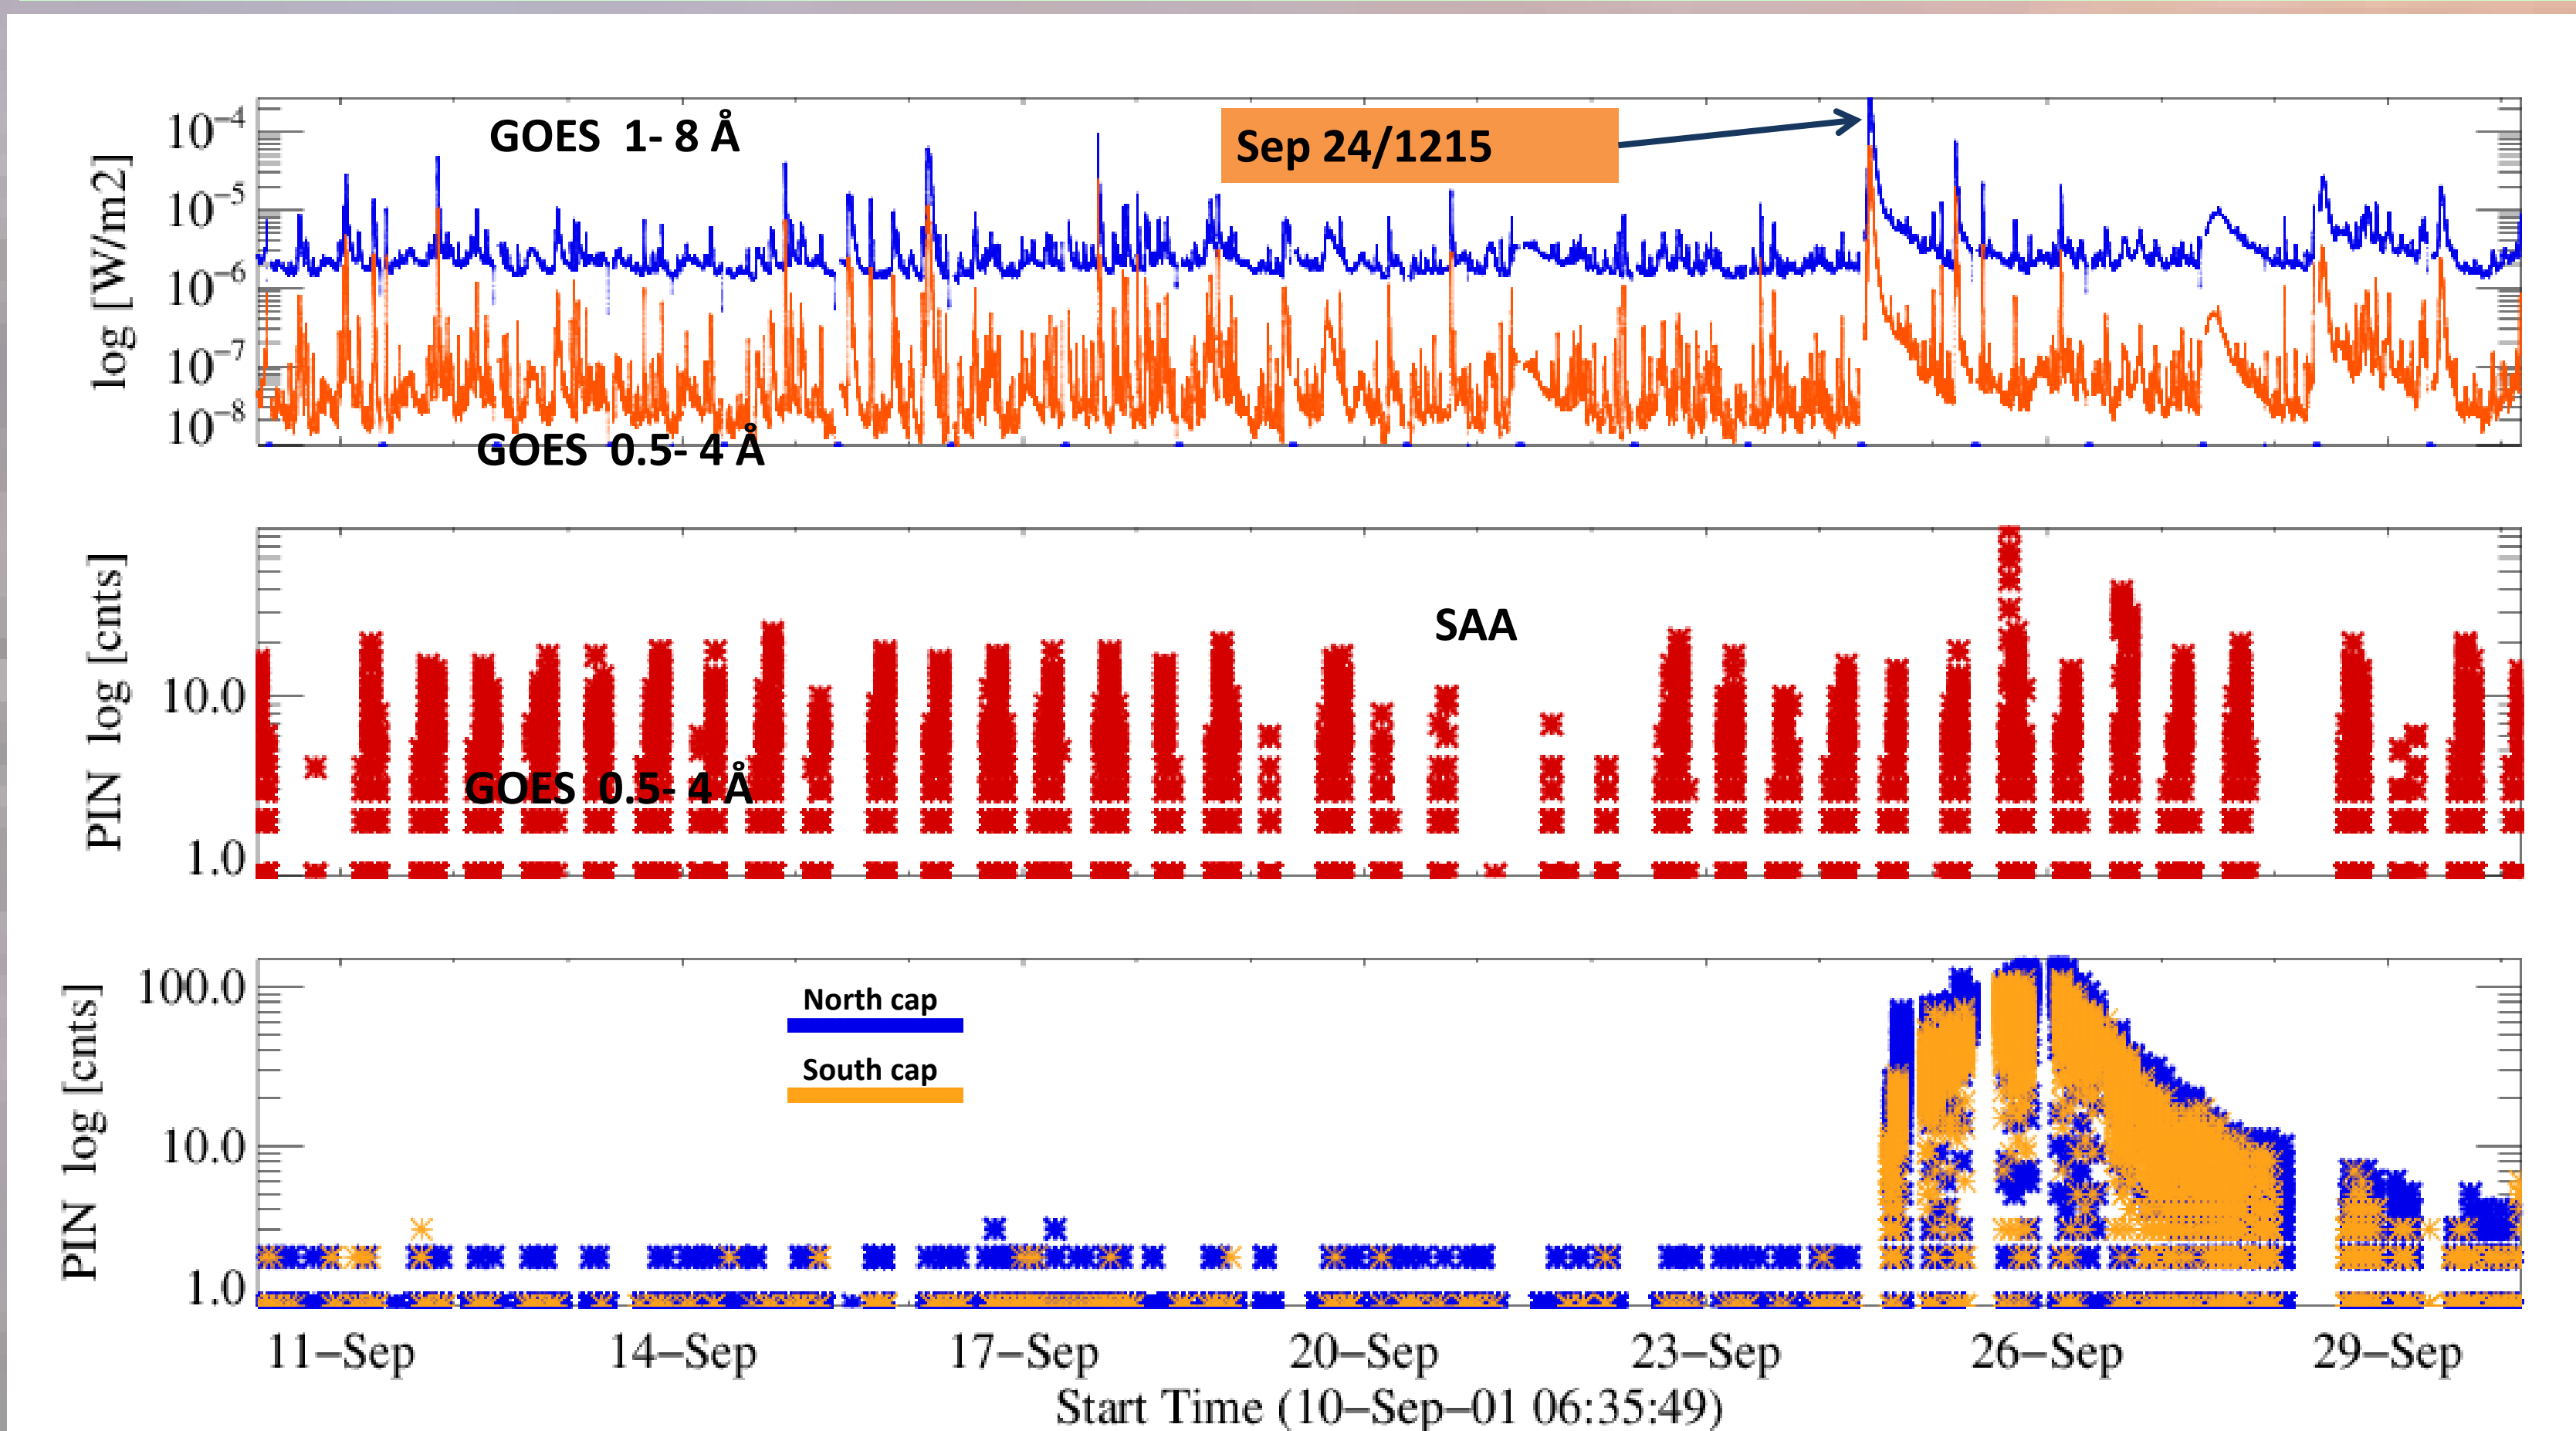 GOES 1- 8 Å
Sep 24/1215
log [W/m2]
10⁻⁴
10⁻⁵
10⁻⁶
10⁻⁷
10⁻⁸
GOES 0.5- 4 Å
PIN log [cnts]
SAA
10.0
GOES 0.5- 4 Å
1.0
PIN log [cnts]
100.0
North cap
South cap
10.0
1.0
11–Sep 14–Sep 17–Sep 20–Sep 23–Sep 26–Sep 29–Sep
Start Time (10–Sep–01 06:35:49)